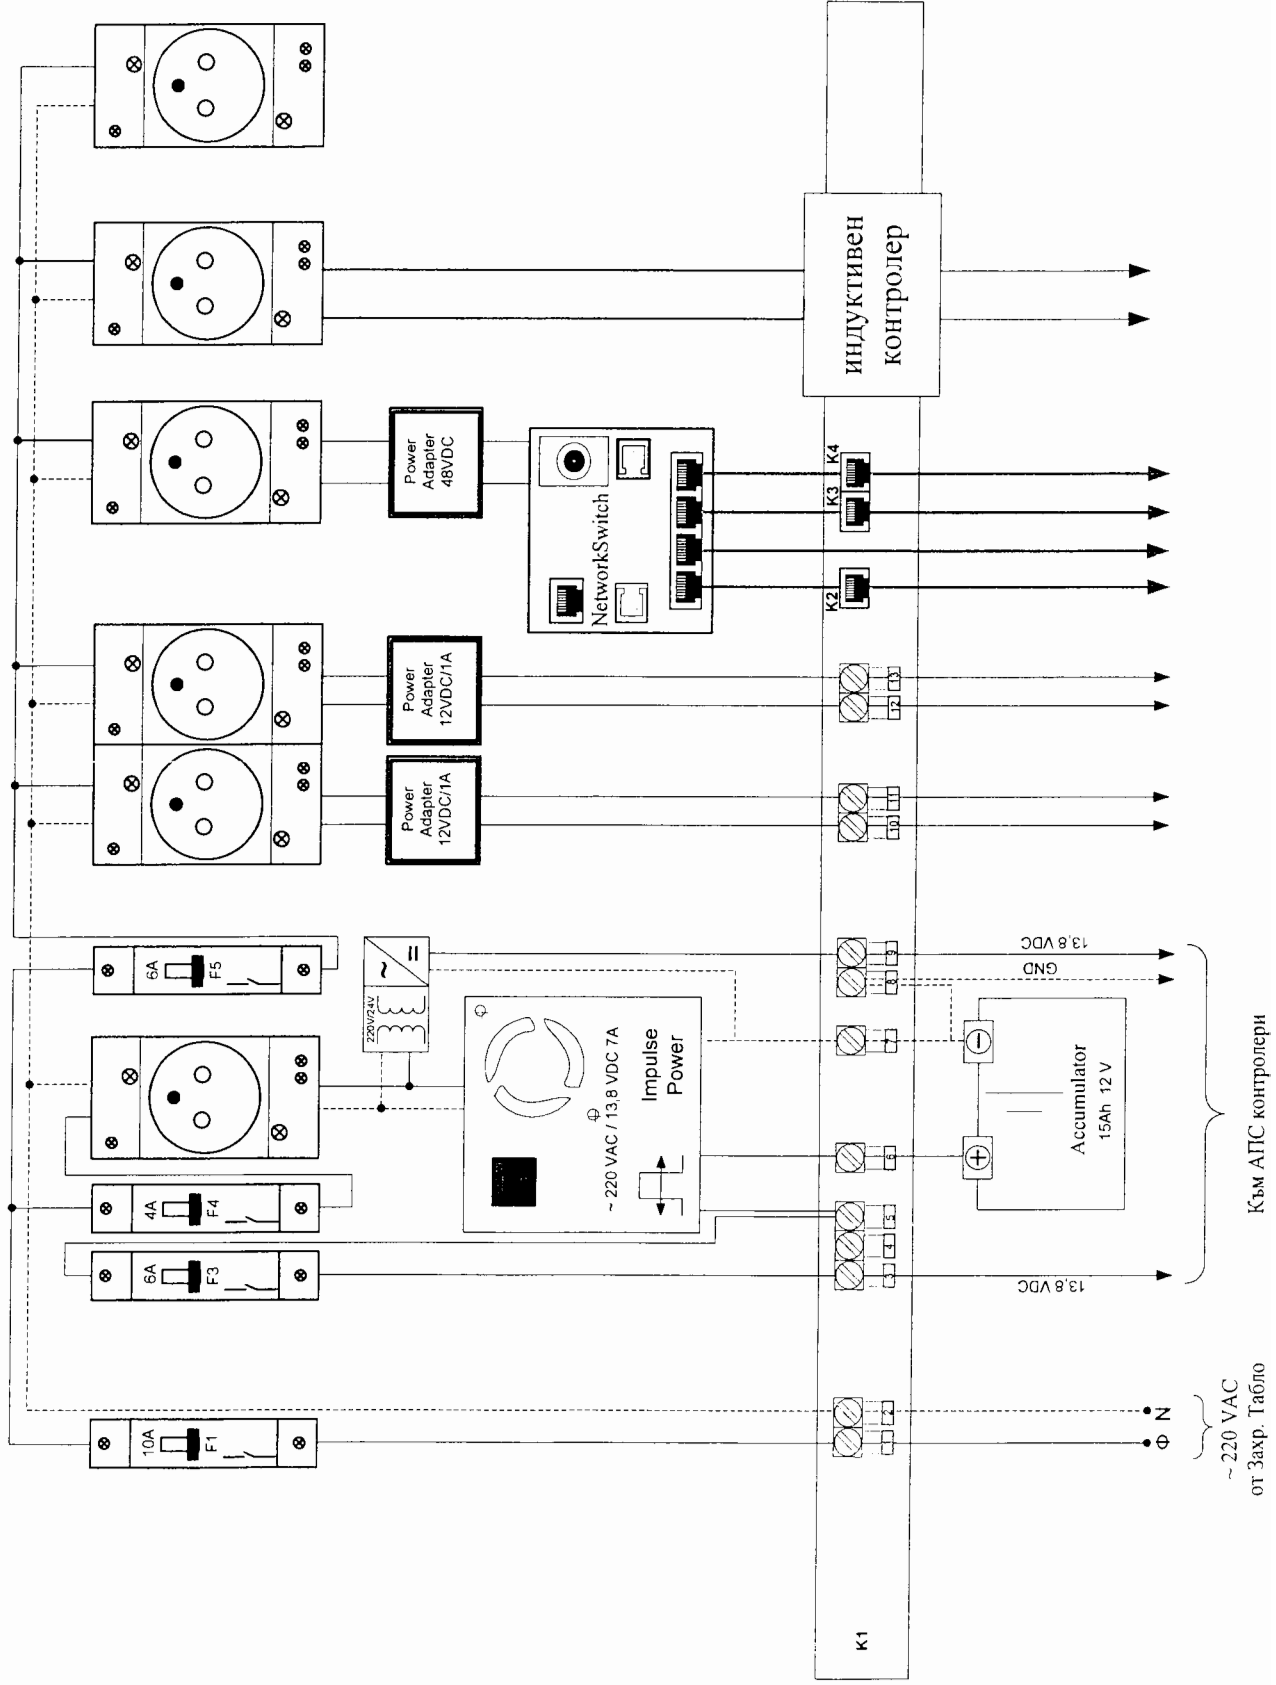 10A
F1
6A
F3
4A
F4
6A
F5
220V/24V
~
=
~ 220 VAC / 13,8 VDC 7A
Impulse
Power
Power
Adapter
12VDC/1A
Power
Adapter
12VDC/1A
Power
Adapter
48VDC
NetworkSwitch
K1
1
2
3
4
5
6
7
8
9
10
11
12
13
K2
K3
K4
ИНДУКТИВЕН
КОНТРОЛЕР
Φ
N
~ 220 VAC
от Захр. Табло
13,8 VDC
+
−
Accumulator
15Ah 12 V
GND
13,8 VDC
Към АПС контролери